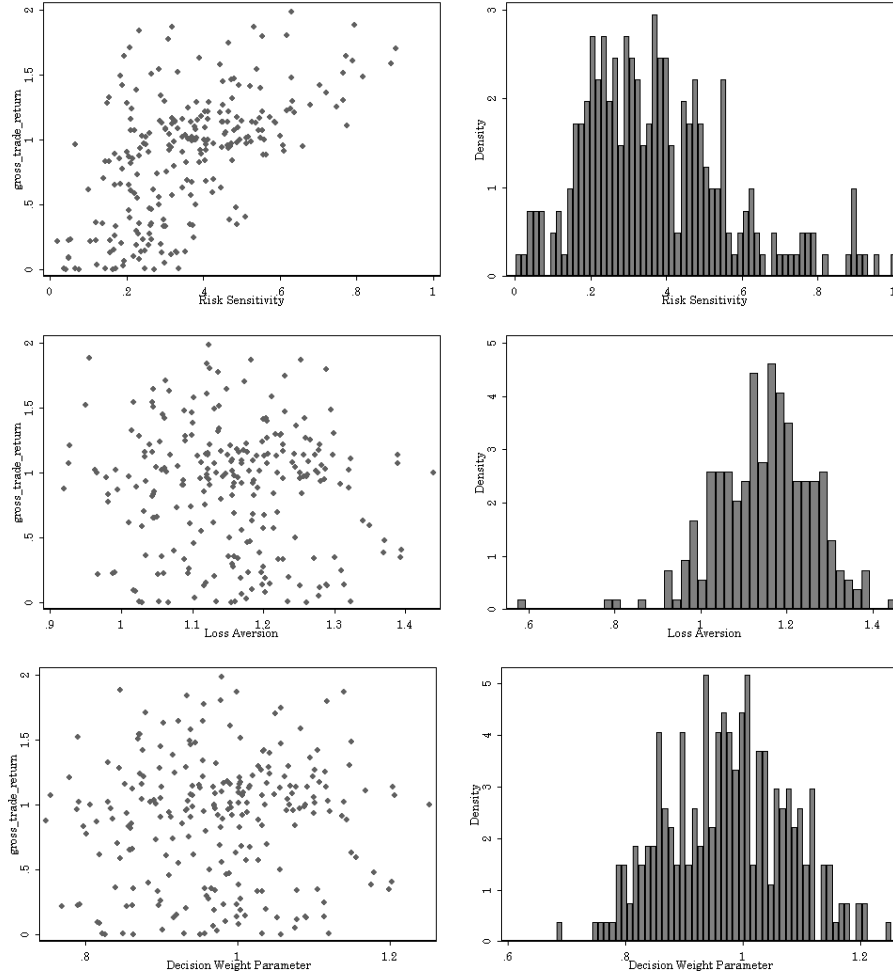 gross_trade_return
0 .5 1 1.5 2
0 .2 .4 .6 .8 1
Risk Sensitivity
Density
0 1 2 3
0 .2 .4 .6 .8 1
Risk Sensitivity
gross_trade_return
0 .5 1 1.5 2
.9 1 1.1 1.2 1.3 1.4
Loss Aversion
Density
0 1 2 3 4 5
.6 .8 1 1.2 1.4
Loss Aversion
gross_trade_return
0 .5 1 1.5 2
.8 1 1.2
Decision Weight Parameter
Density
0 1 2 3 4 5
.6 .8 1 1.2
Decision Weight Parameter